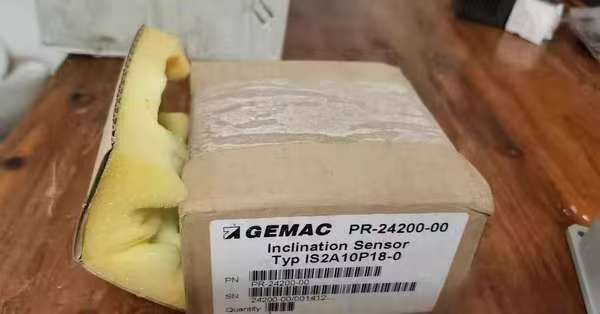 GEMAC PR-24200-00
Inclination Sensor
Typ IS2A10P18-0
PN
PR-24200-00
SN
24200-00/001412
Quantity